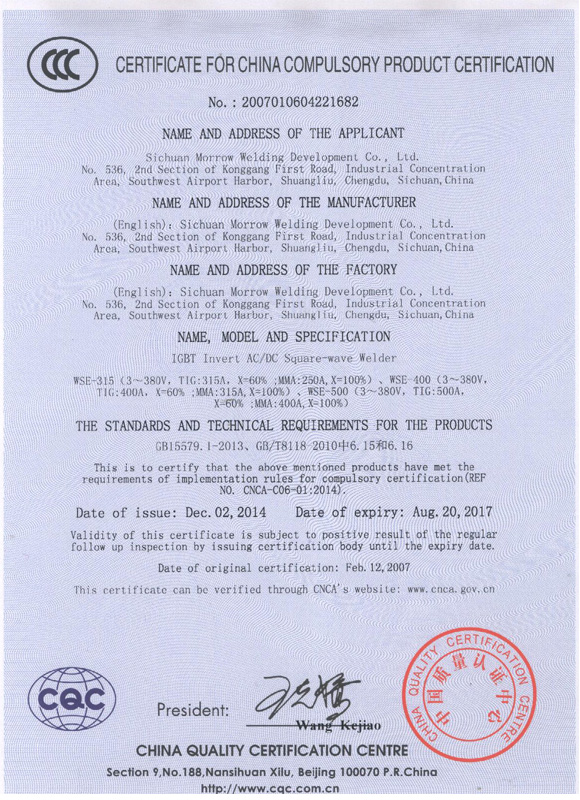 CCC
CERTIFICATE FOR CHINA COMPULSORY PRODUCT CERTIFICATION
No. : 2007010604221682
NAME AND ADDRESS OF THE APPLICANT
Sichuan Morrow Welding Development Co., Ltd.
No. 536, 2nd Section of Konggang First Road, Industrial Concentration
Area, Southwest Airport Harbor, Shuangliu, Chengdu, Sichuan,China
NAME AND ADDRESS OF THE MANUFACTURER
(English): Sichuan Morrow Welding Development Co., Ltd.
No. 536, 2nd Section of Konggang First Road, Industrial Concentration
Area, Southwest Airport Harbor, Shuangliu, Chengdu, Sichuan,China
NAME AND ADDRESS OF THE FACTORY
(English): Sichuan Morrow Welding Development Co., Ltd.
No. 536, 2nd Section of Konggang First Road, Industrial Concentration
Area, Southwest Airport Harbor, Shuangliu, Chengdu, Sichuan,China
NAME, MODEL AND SPECIFICATION
IGBT Invert AC/DC Square-wave Welder
WSE-315 (3~380V, TIG:315A, X=60% ;MMA:250A,X=100%) 、WSE-400 (3~380V,
TIG:400A, X=60% ;MMA:315A,X=100%) 、WSE-500 (3~380V, TIG:500A,
X=60% ;MMA:400A,X=100%)
THE STANDARDS AND TECHNICAL REQUIREMENTS FOR THE PRODUCTS
GB15579.1-2013、GB/T8118-2010中6.15和6.16
This is to certify that the above mentioned products have met the
requirements of implementation rules for compulsory certification(REF
NO. CNCA-C06-01:2014).
Date of issue: Dec. 02, 2014 Date of expiry: Aug. 20, 2017
Validity of this certificate is subject to positive result of the regular
follow up inspection by issuing certification body until the expiry date.
Date of original certification: Feb. 12, 2007
This certificate can be verified through CNCA's website: www.cnca.gov.cn
CQC
President:
Wang Kejiao
CHINA QUALITY CERTIFICATION CENTRE
中国质量认证中心
CHINA QUALITY CERTIFICATION CENTRE
Section 9,No.188,Nansihuan Xilu, Beijing 100070 P.R.China
http://www.cqc.com.cn